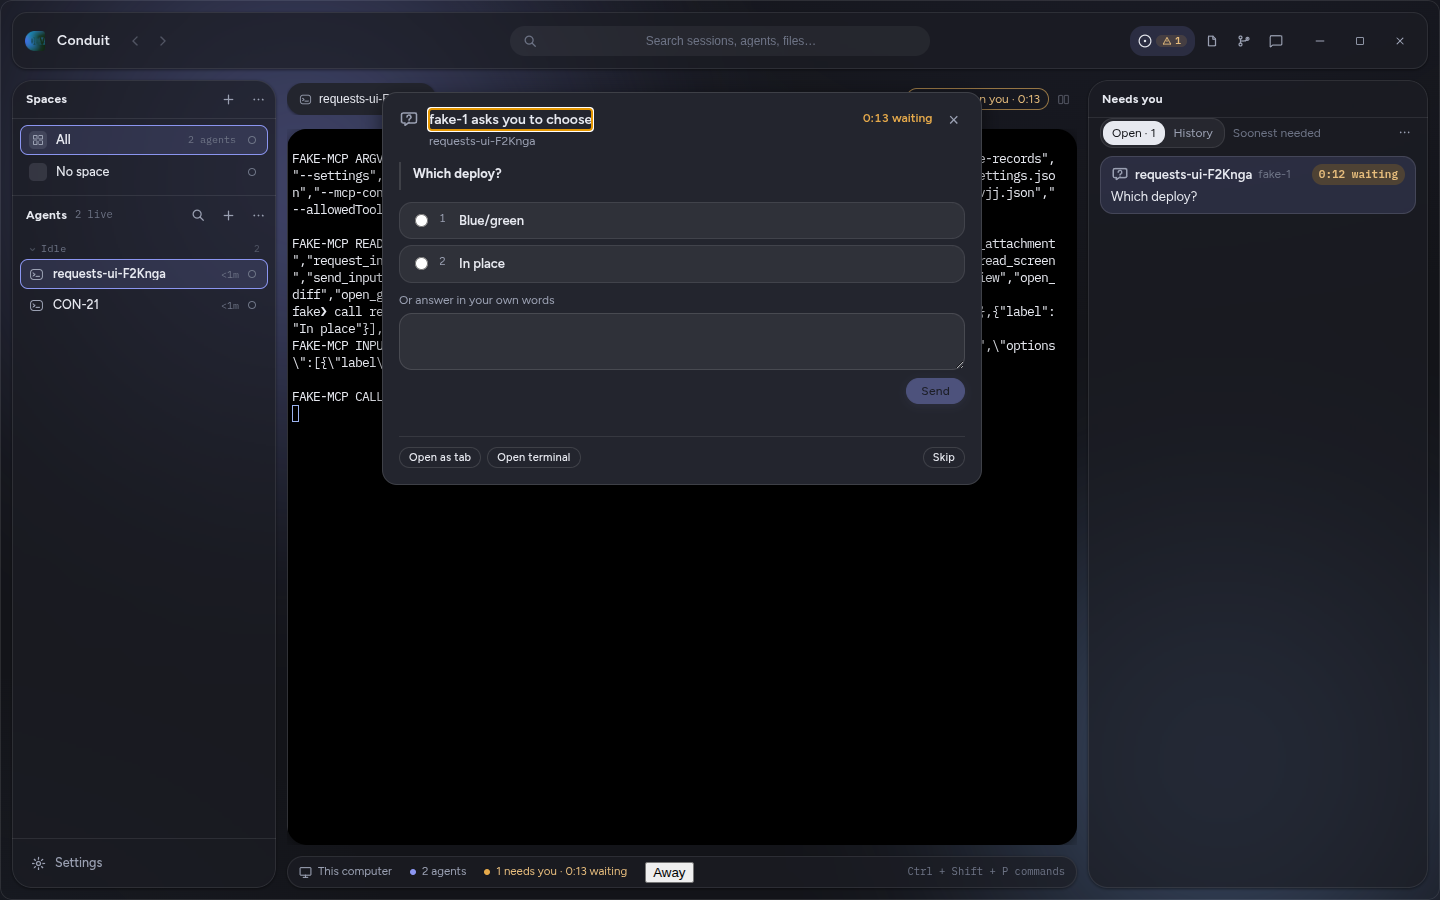 Conduit
Search sessions, agents, files…
1
Spaces
All
2 agents
No space
Agents 2 live
Idle 2
requests-ui-F2Knga <1m
CON-21 <1m
Settings
requests-ui-F
n you · 0:13
FAKE-MCP ARGV
e-records",
"--settings",
ettings.jso
n","--mcp-con
/jj.json","
--allowedTool
FAKE-MCP READ
_attachment
","request_in
read_screen
","send_input
iew","open_
diff","open_g
fake❯ call re
},{"label":
"In place"}],
FAKE-MCP INPU
",\"options
\":[{\"label\
FAKE-MCP CALL
fake-1 asks you to choose
0:13 waiting
requests-ui-F2Knga
Which deploy?
1 Blue/green
2 In place
Or answer in your own words
Send
Open as tab Open terminal Skip
Needs you
Open · 1 History Soonest needed
requests-ui-F2Knga fake-1 0:12 waiting
Which deploy?
This computer 2 agents 1 needs you · 0:13 waiting Away Ctrl + Shift + P commands